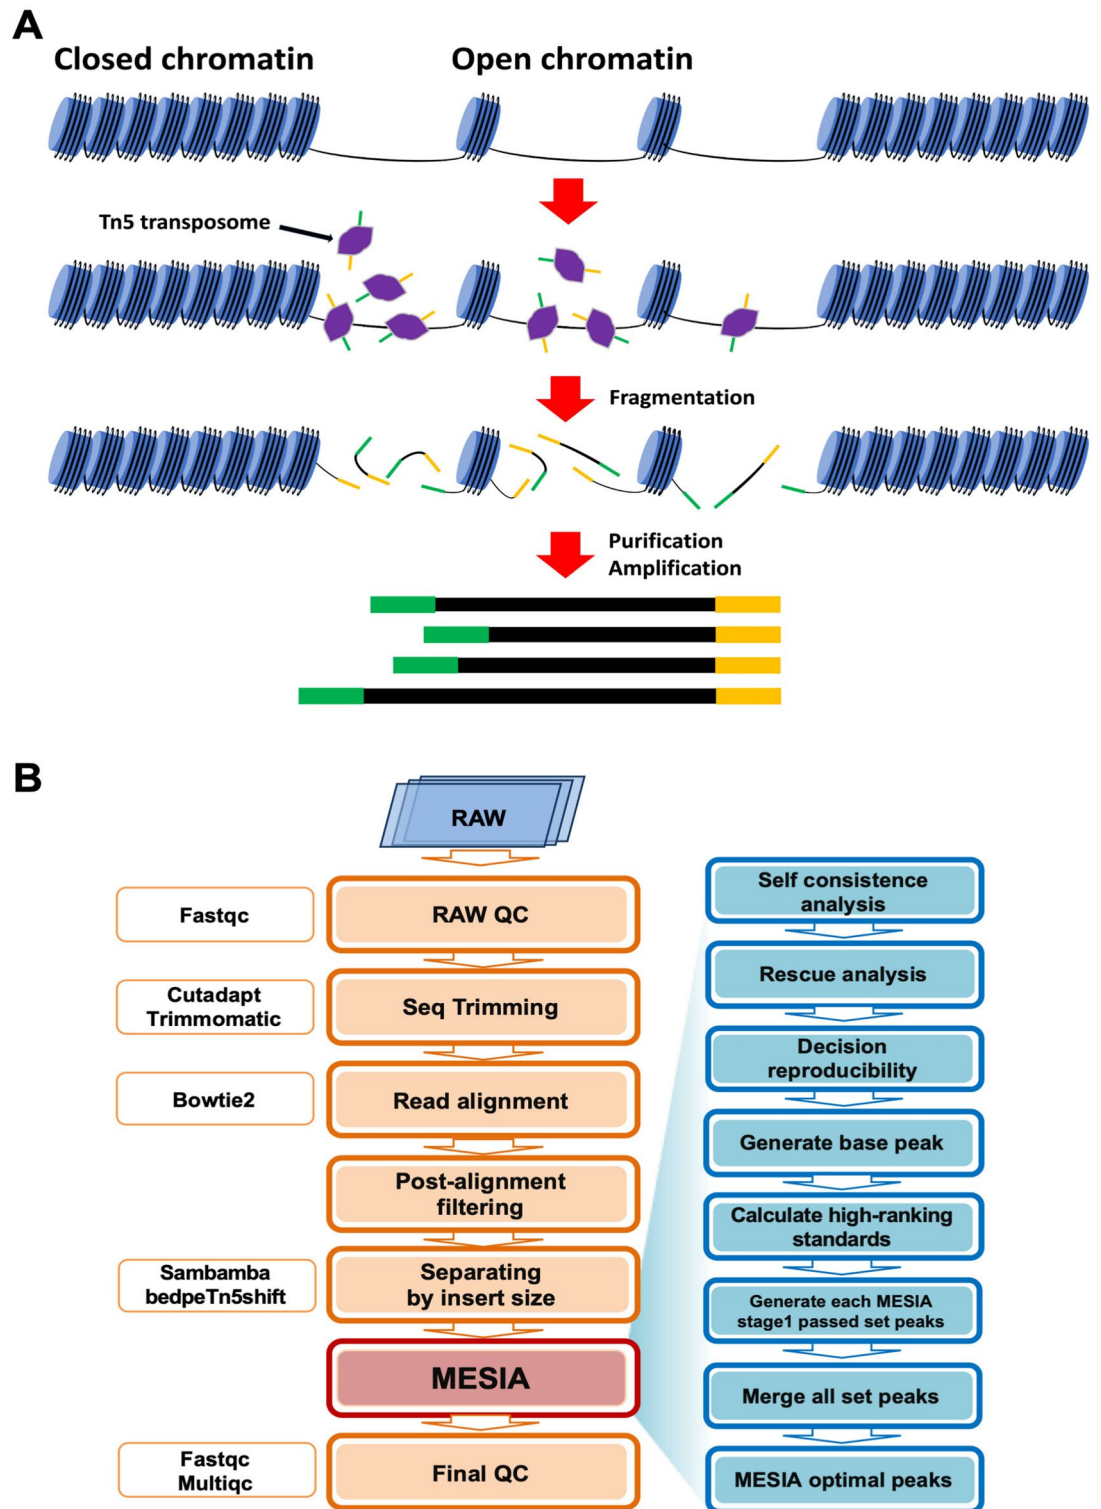 A
Closed chromatin
Open chromatin
Tn5 transposome
Fragmentation
Purification
Amplification
B
RAW
Fastqc
RAW QC
Cutadapt
Trimmomatic
Seq Trimming
Bowtie2
Read alignment
Post-alignment
filtering
Sambamba
bedpeTn5shift
Separating
by insert size
MESIA
Fastqc
Multiqc
Final QC
Self consistence
analysis
Rescue analysis
Decision
reproducibility
Generate base peak
Calculate high-ranking
standards
Generate each MESIA
stage1 passed set peaks
Merge all set peaks
MESIA optimal peaks